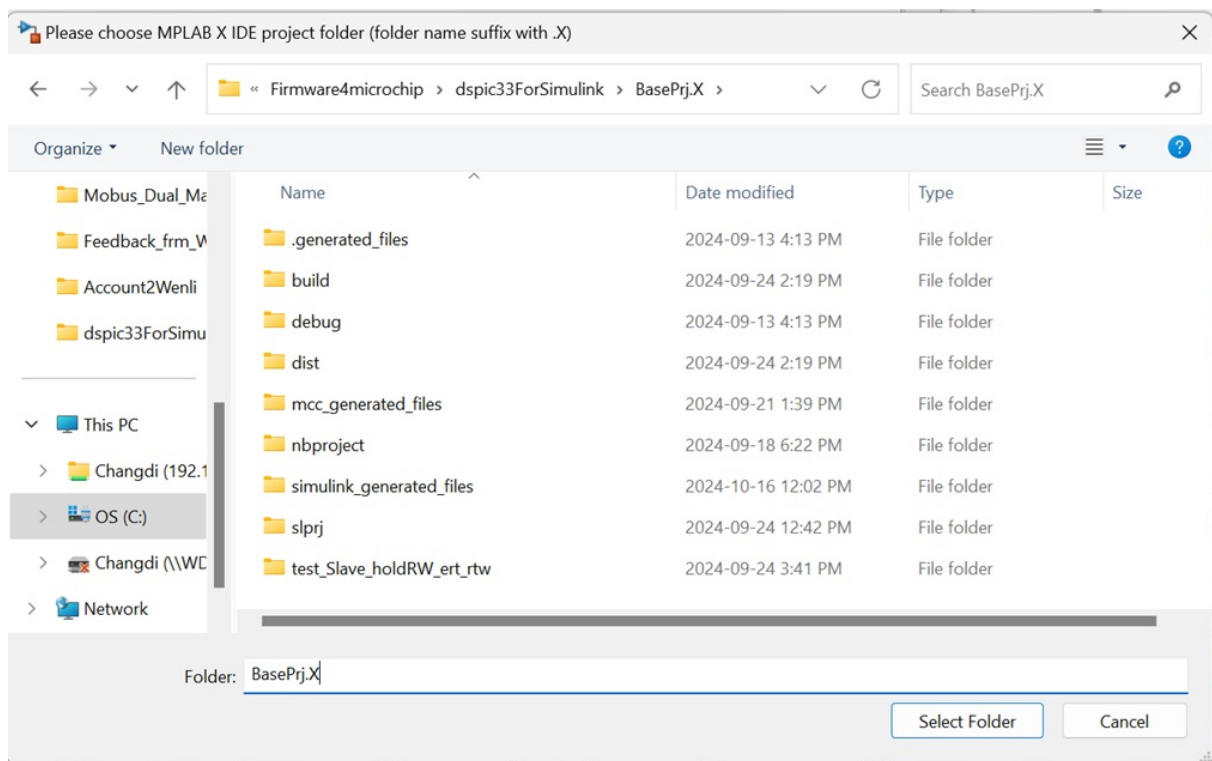 Please choose MPLAB X IDE project folder (folder name suffix with .X)
« Firmware4microchip › dspic33ForSimulink › BasePrj.X ›
Search BasePrj.X
Organize
New folder
Name
Date modified
Type
Size
Mobus_Dual_Ma
Feedback_frm_W
Account2Wenli
dspic33ForSimu
This PC
Changdi (192.1
OS (C:)
Changdi (\\WD
Network
.generated_files 2024-09-13 4:13 PM File folder
build 2024-09-24 2:19 PM File folder
debug 2024-09-13 4:13 PM File folder
dist 2024-09-24 2:19 PM File folder
mcc_generated_files 2024-09-21 1:39 PM File folder
nbproject 2024-09-18 6:22 PM File folder
simulink_generated_files 2024-10-16 12:02 PM File folder
slprj 2024-09-24 12:42 PM File folder
test_Slave_holdRW_ert_rtw 2024-09-24 3:41 PM File folder
Folder: BasePrj.X
Select Folder
Cancel